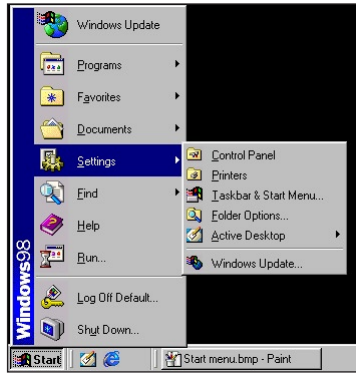 Windows Update
Programs
Favorites
Documents
Settings
Find
Help
Run...
Log Off Default...
Shut Down...
Windows98
Control Panel
Printers
Taskbar & Start Menu...
Folder Options...
Active Desktop
Windows Update...
Start
Start menu.bmp - Paint